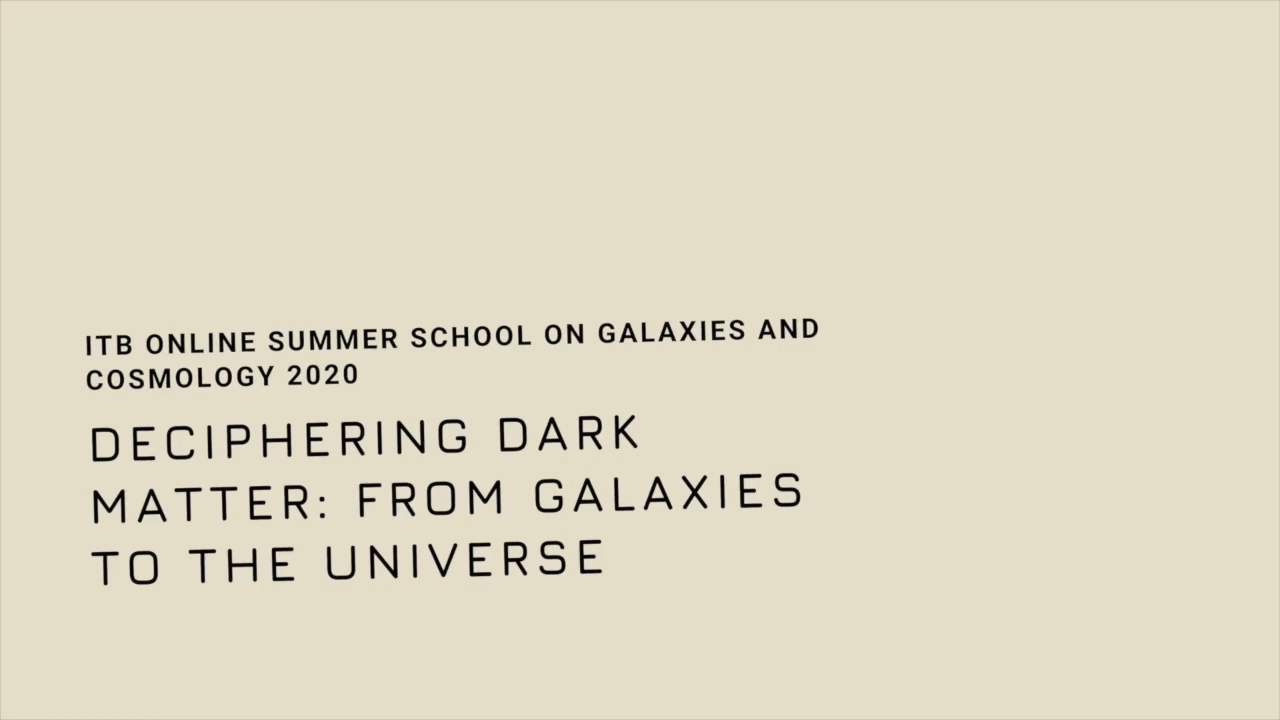 ITB ONLINE SUMMER SCHOOL ON GALAXIES AND
COSMOLOGY 2020
DECIPHERING DARK
MATTER: FROM GALAXIES
TO THE UNIVERSE